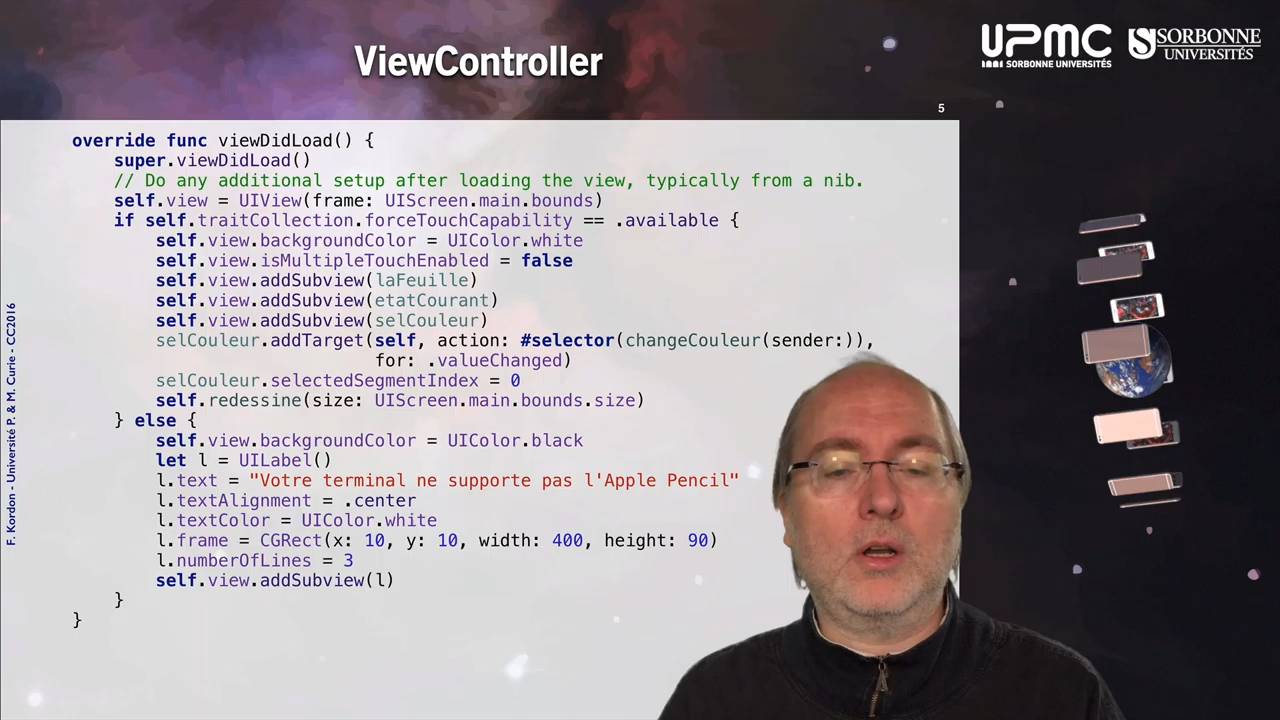 ViewController
UPMC
SORBONNE UNIVERSITÉS
SORBONNE
UNIVERSITÉS
5
override func viewDidLoad() {
super.viewDidLoad()
// Do any additional setup after loading the view, typically from a nib.
self.view = UIView(frame: UIScreen.main.bounds)
if self.traitCollection.forceTouchCapability == .available {
self.view.backgroundColor = UIColor.white
self.view.isMultipleTouchEnabled = false
self.view.addSubview(laFeuille)
self.view.addSubview(etatCourant)
self.view.addSubview(selCouleur)
selCouleur.addTarget(self, action: #selector(changeCouleur(sender:)),
for: .valueChanged)
selCouleur.selectedSegmentIndex = 0
self.redessine(size: UIScreen.main.bounds.size)
} else {
self.view.backgroundColor = UIColor.black
let l = UILabel()
l.text = "Votre terminal ne supporte pas l'Apple Pencil"
l.textAlignment = .center
l.textColor = UIColor.white
l.frame = CGRect(x: 10, y: 10, width: 400, height: 90)
l.numberOfLines = 3
self.view.addSubview(l)
}
}
F. Kordon - Université P. & M. Curie - CC2016